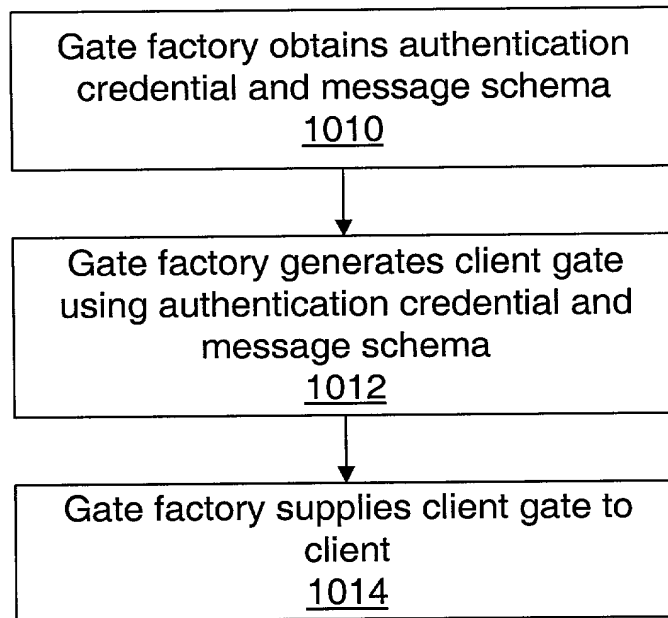 Gate factory obtains authentication
credential and message schema
1010
Gate factory generates client gate
using authentication credential and
message schema
1012
Gate factory supplies client gate to
client
1014